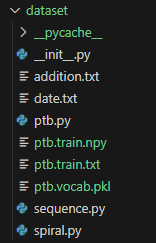 dataset
__pycache__
__init__.py
addition.txt
date.txt
ptb.py
ptb.train.npy
ptb.train.txt
ptb.vocab.pkl
sequence.py
spiral.py